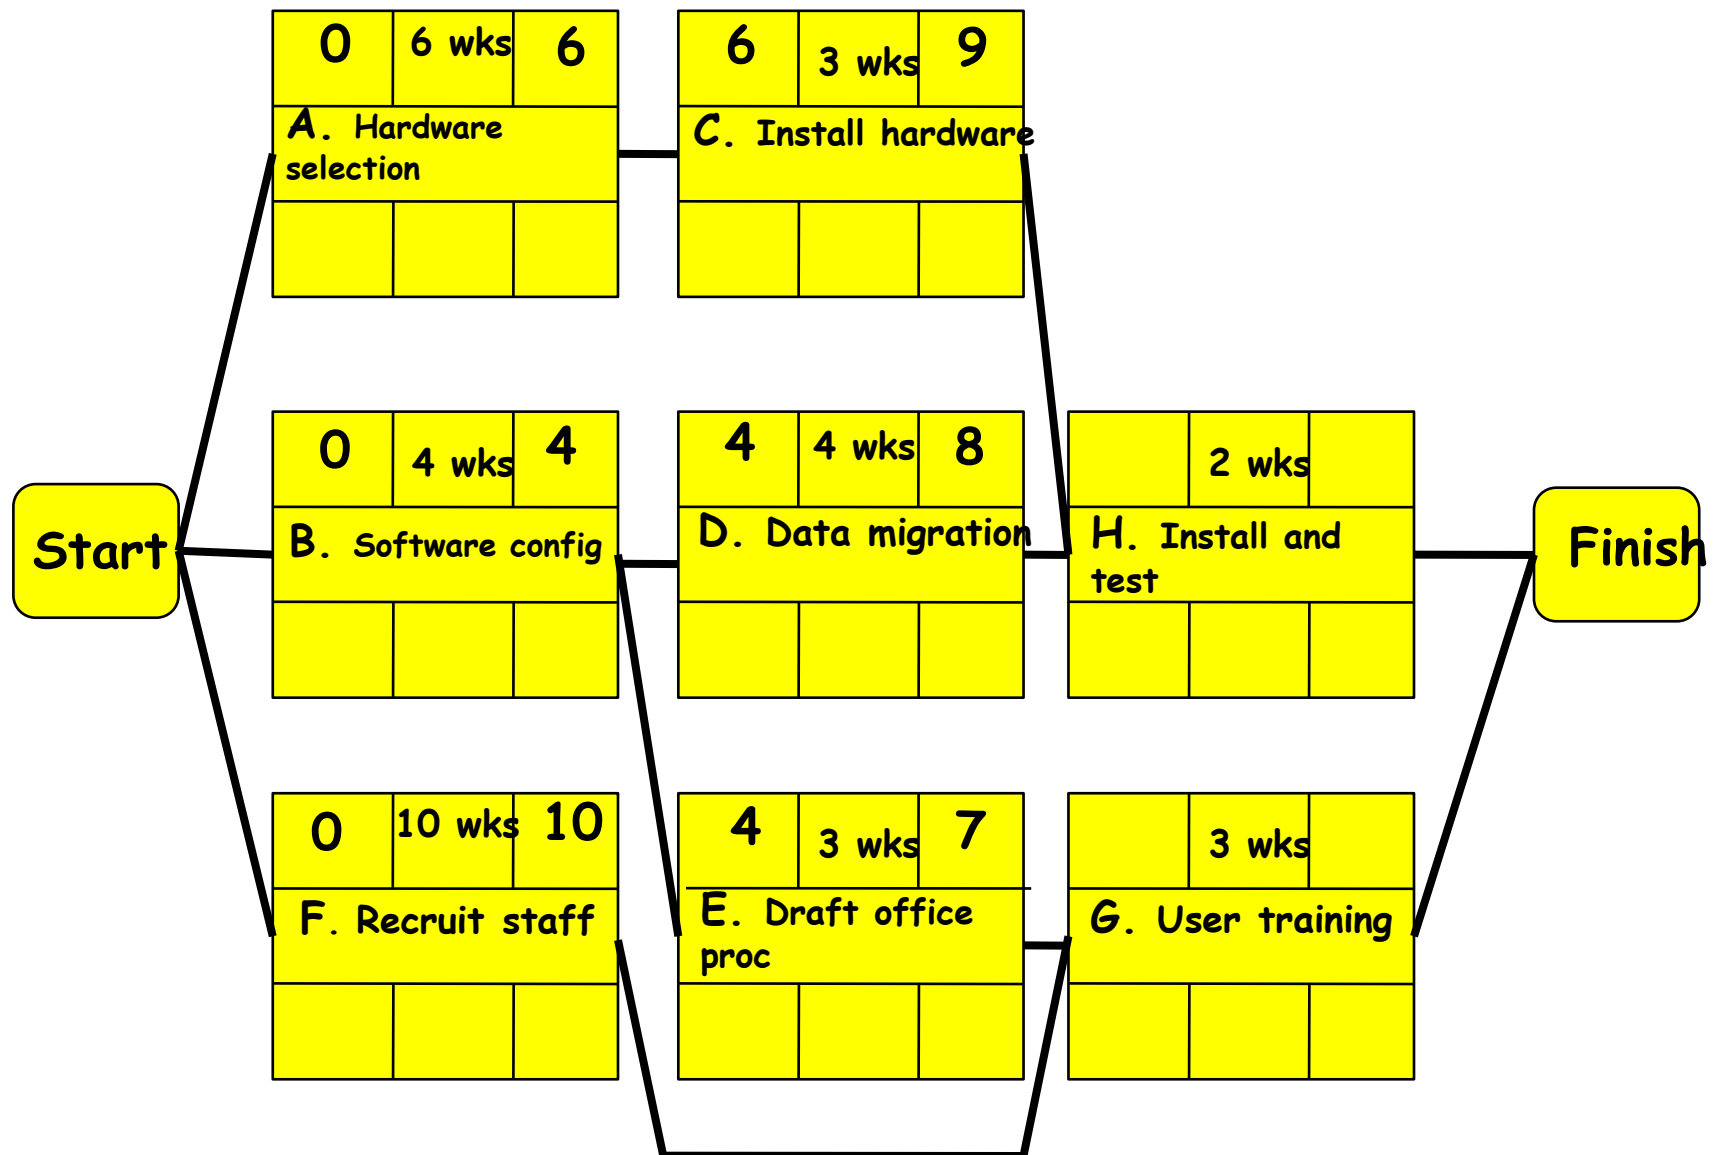 0 6 wks 6
A. Hardware
selection
6 3 wks 9
C. Install hardware
Start
0 4 wks 4
B. Software config
4 4 wks 8
D. Data migration
2 wks
H. Install and
test
Finish
0 10 wks 10
F. Recruit staff
4 3 wks 7
E. Draft office
proc
3 wks
G. User training